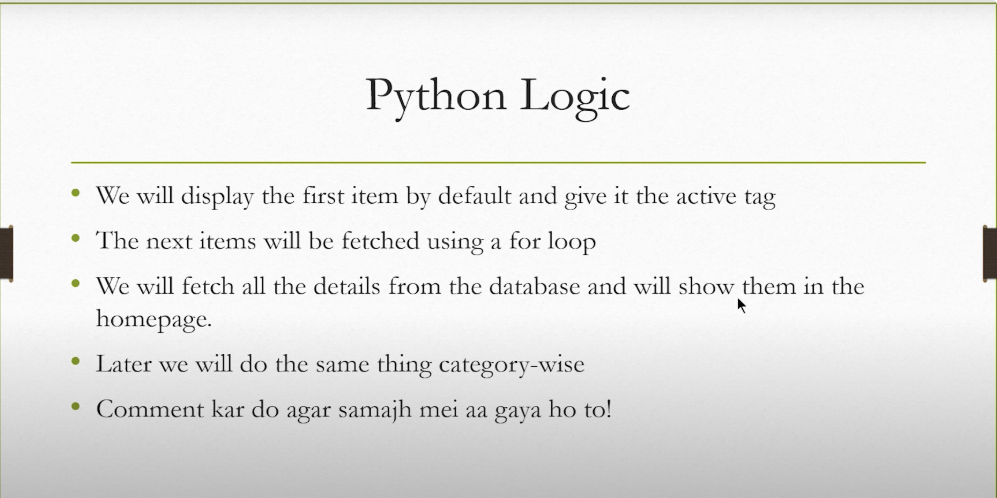 Python Logic
• We will display the first item by default and give it the active tag
• The next items will be fetched using a for loop
• We will fetch all the details from the database and will show them in the
homepage.
• Later we will do the same thing category-wise
• Comment kar do agar samajh mei aa gaya ho to!